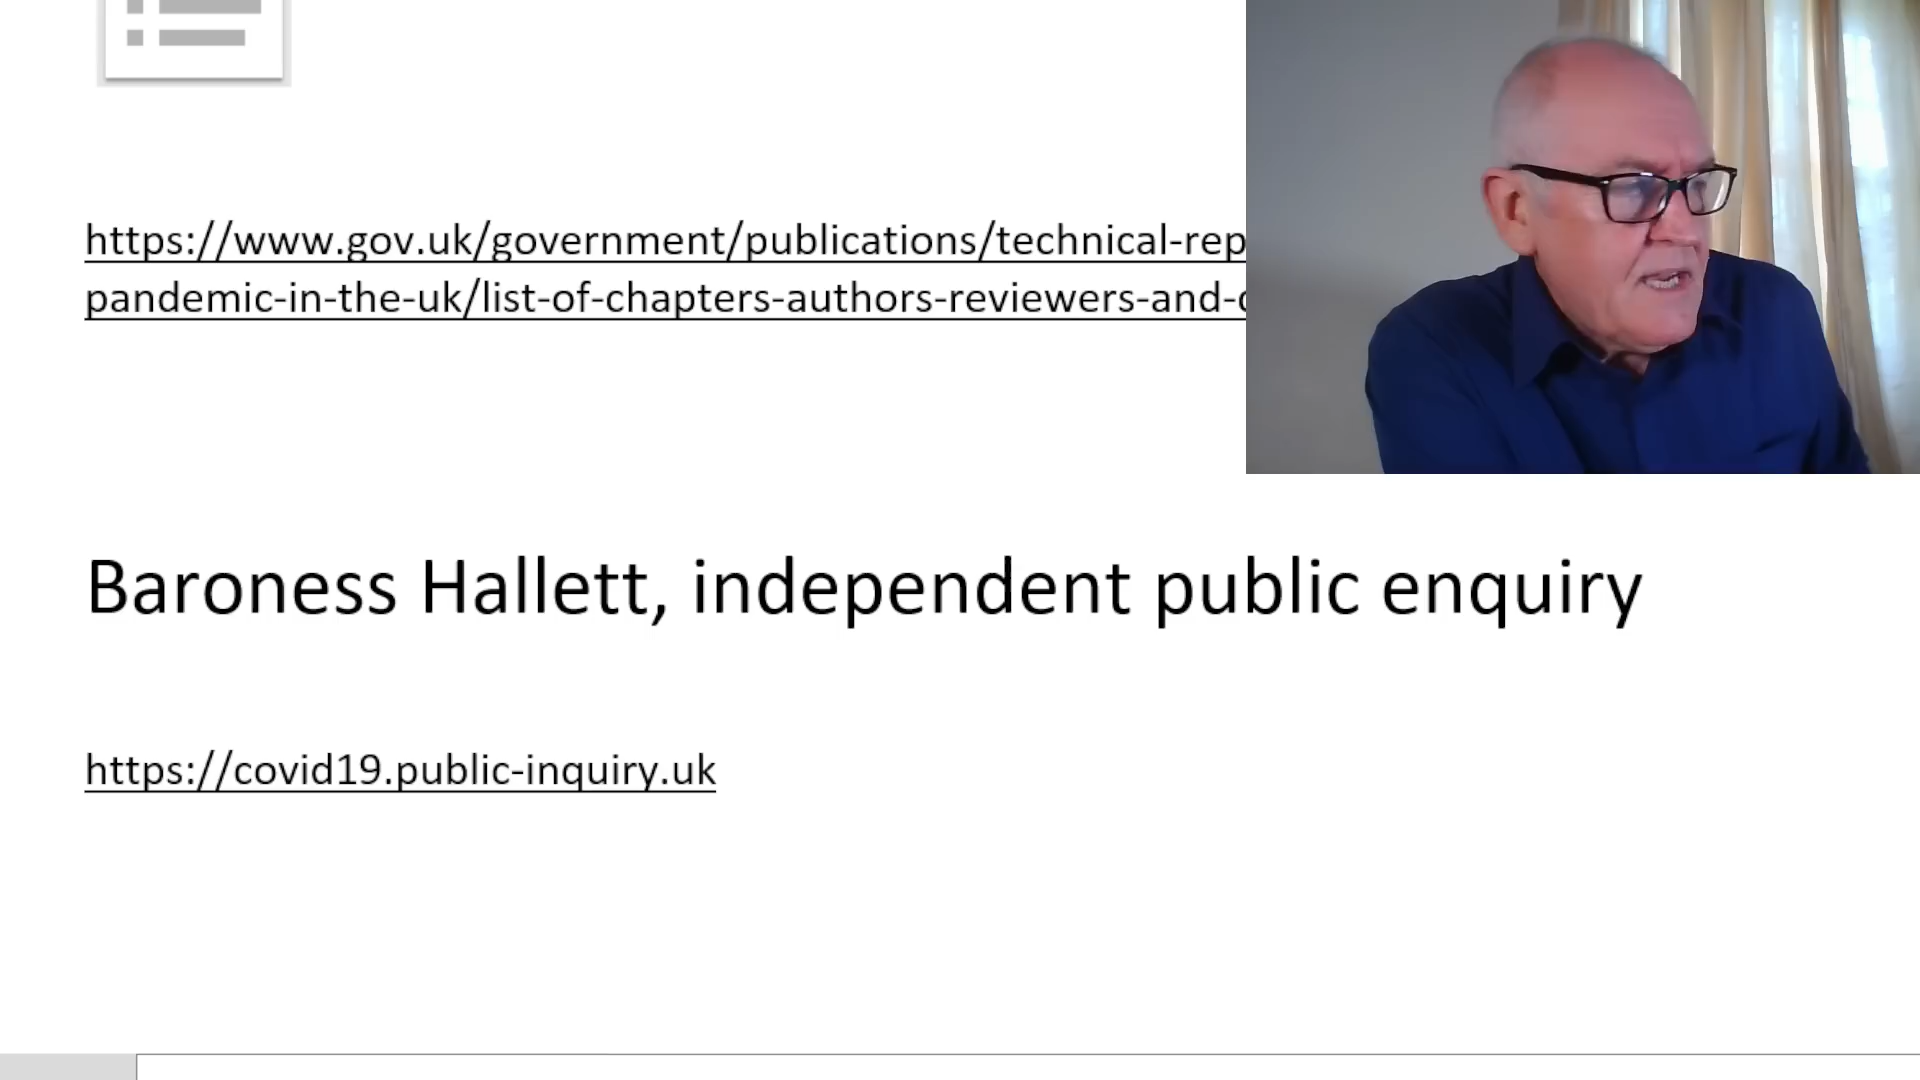 https://www.gov.uk/government/publications/technical-rep
pandemic-in-the-uk/list-of-chapters-authors-reviewers-and-
Baroness Hallett, independent public enquiry
https://covid19.public-inquiry.uk